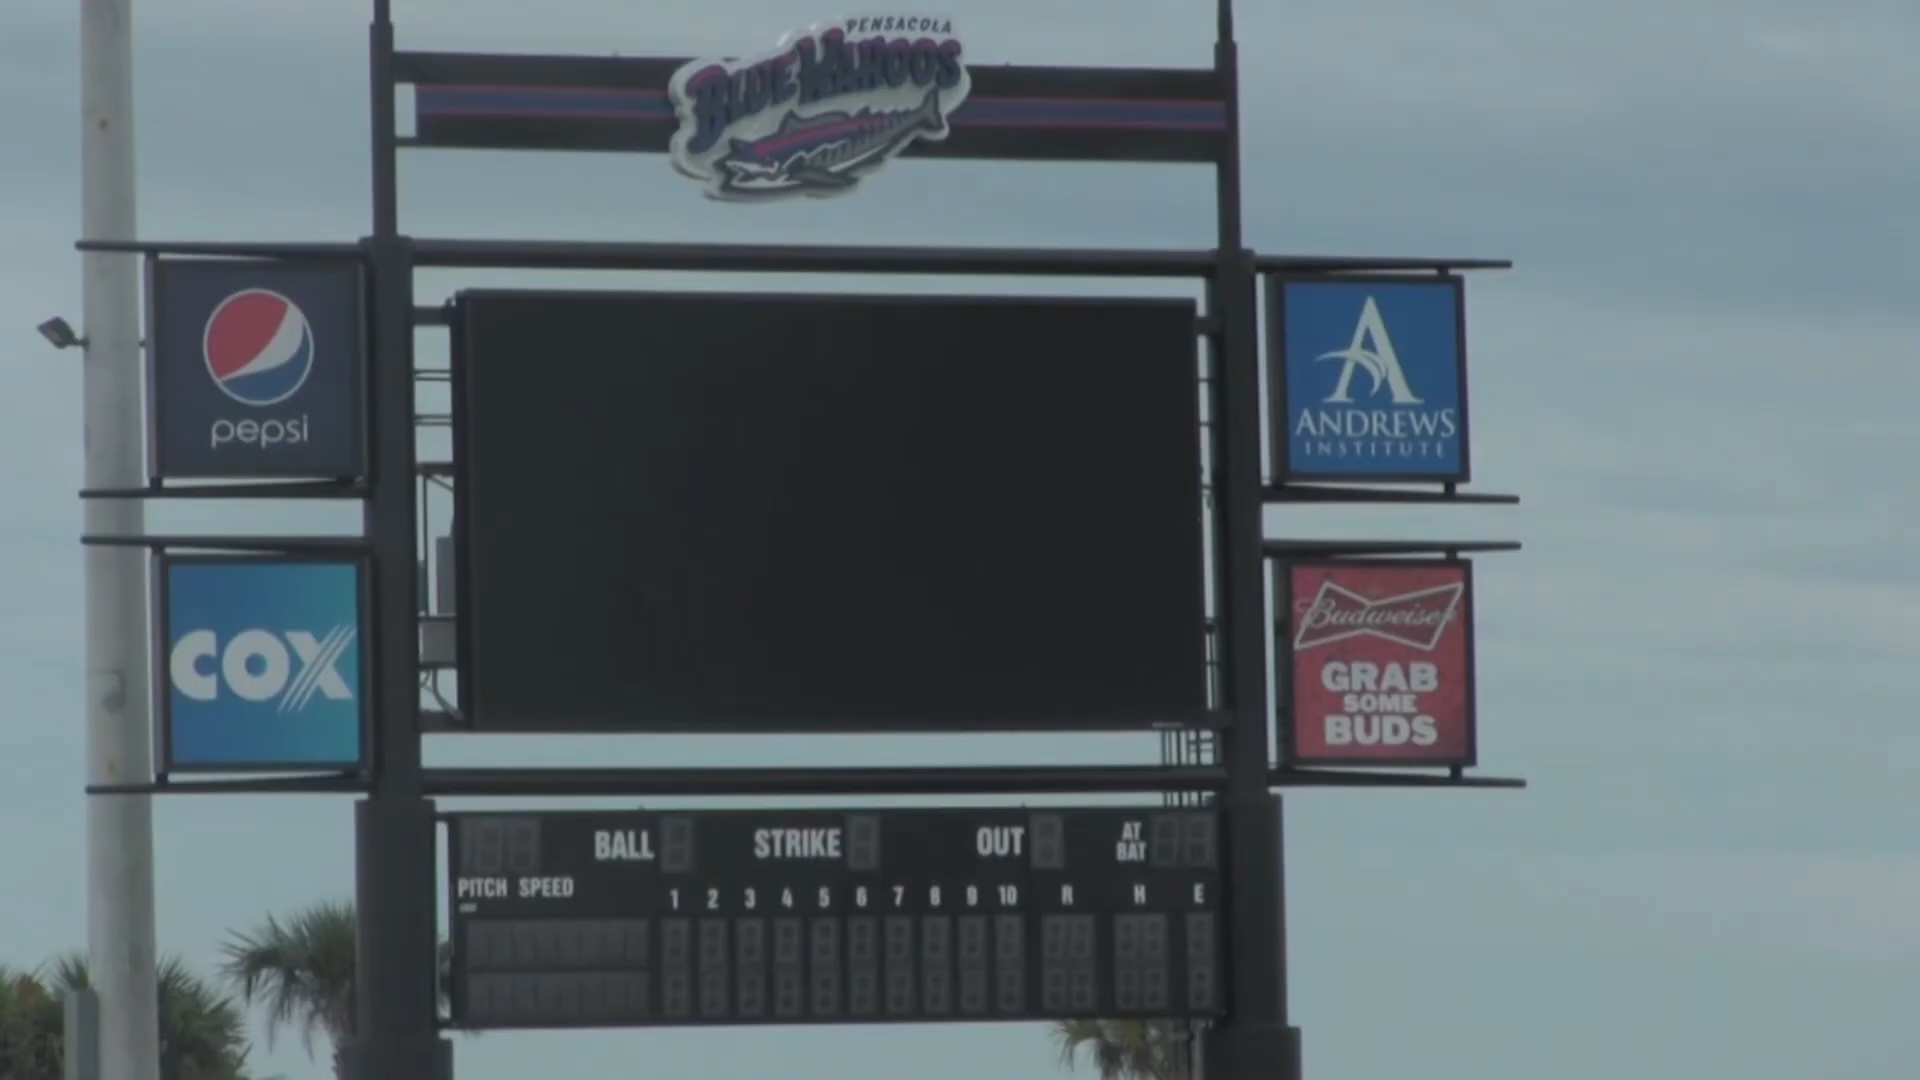 PENSACOLA
BLUE WAHOOS
pepsi
ANDREWS
INSTITUTE
COX
Budweiser
GRAB
SOME
BUDS
BALL STRIKE OUT AT BAT
PITCH SPEED
1 2 3 4 5 6 7 8 9 10 R H E